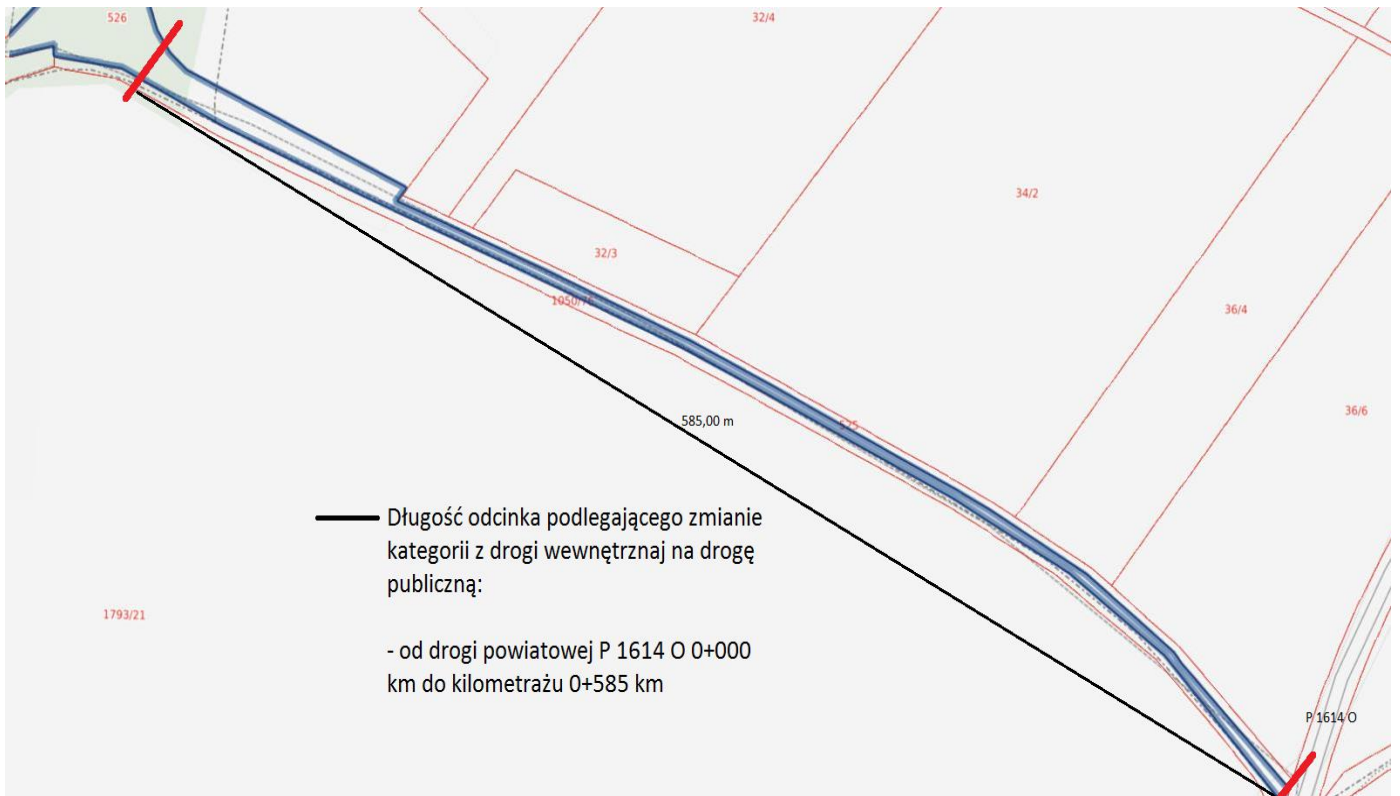 526
32/4
34/2
32/3
1050/76
36/4
585,00 m
525
36/6
Długość odcinka podlegającego zmianie
kategorii z drogi wewnętrznaj na drogę
publiczną:
1793/21
- od drogi powiatowej P 1614 O 0+000
km do kilometrażu 0+585 km
P 1614 O